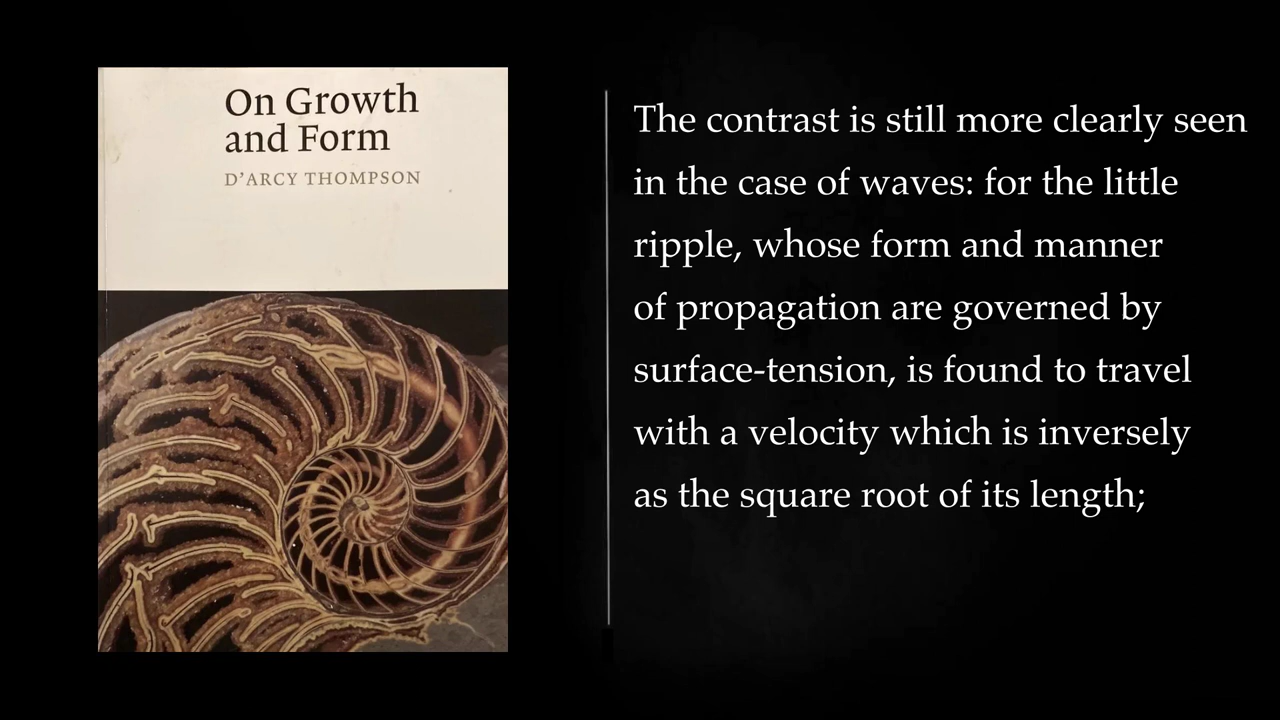 On Growth
and Form
D'ARCY THOMPSON
The contrast is still more clearly seen
in the case of waves: for the little
ripple, whose form and manner
of propagation are governed by
surface-tension, is found to travel
with a velocity which is inversely
as the square root of its length;